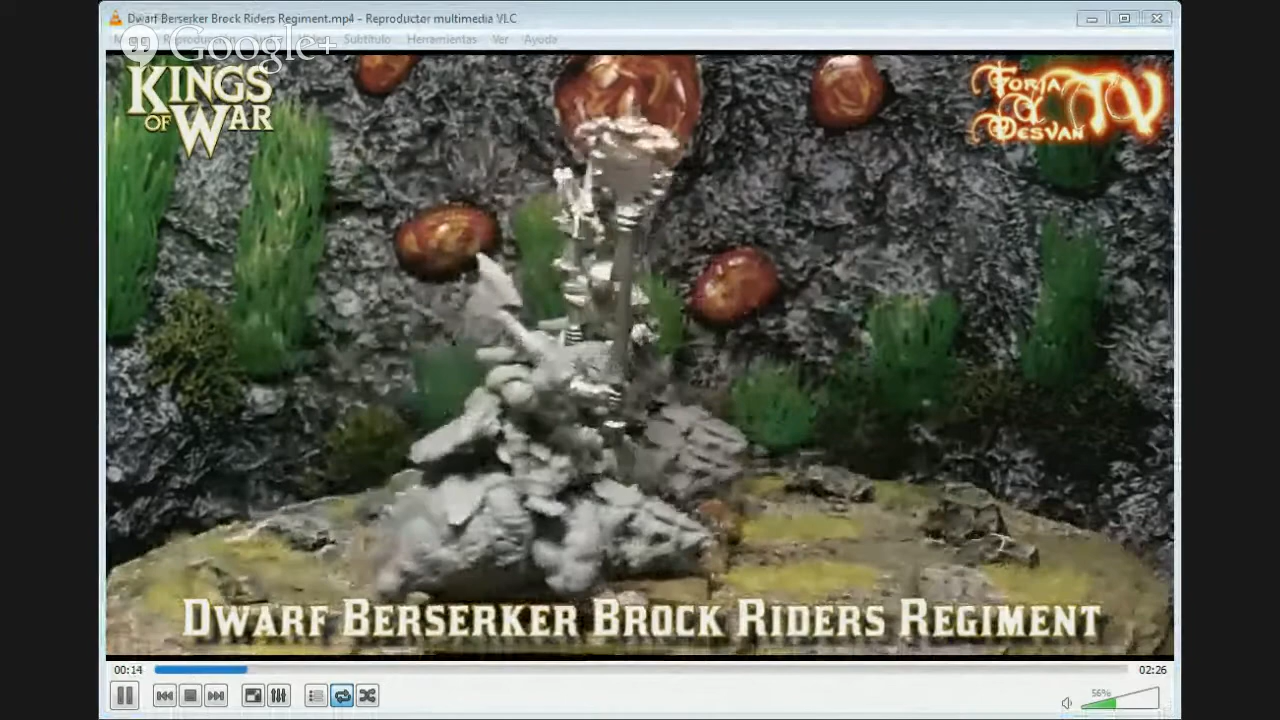 Dwarf Berserker Brock Riders Regiment.mp4 - Reproductor multimedia VLC
Subtítulo Herramientas Ver Ayuda
Google+
KINGS
OF WAR
FORJA
DESVAN
TV
DWARF BERSERKER BROCK RIDERS REGIMENT
00:14
02:26
56%